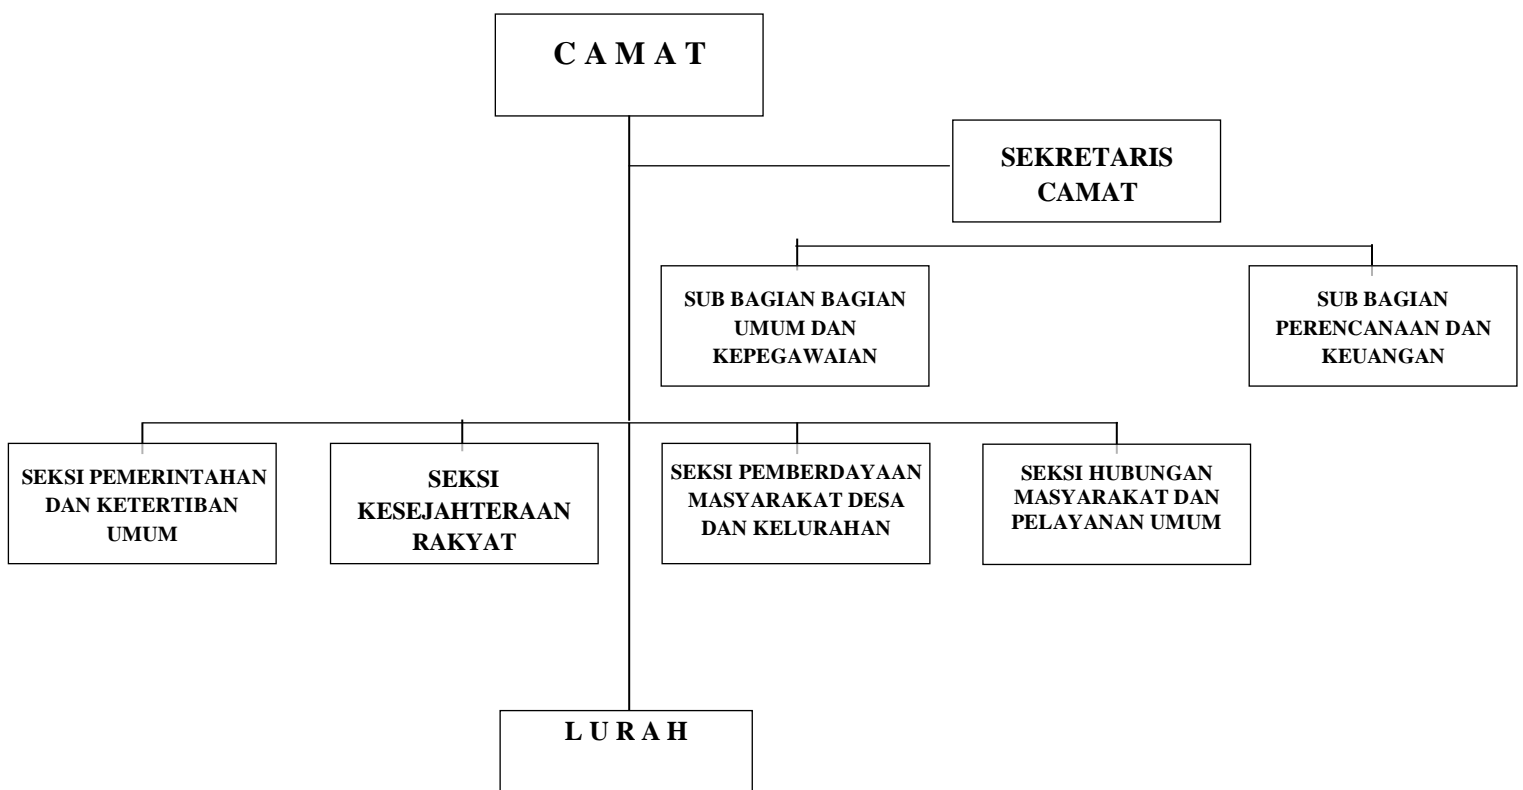 C A M A T
SEKRETARIS
CAMAT
SUB BAGIAN BAGIAN
UMUM DAN
KEPEGAWAIAN
SUB BAGIAN
PERENCANAAN DAN
KEUANGAN
SEKSI PEMERINTAHAN
DAN KETERTIBAN
UMUM
SEKSI
KESEJAHTERAAN
RAKYAT
SEKSI PEMBERDAYAAN
MASYARAKAT DESA
DAN KELURAHAN
SEKSI HUBUNGAN
MASYARAKAT DAN
PELAYANAN UMUM
L U R A H